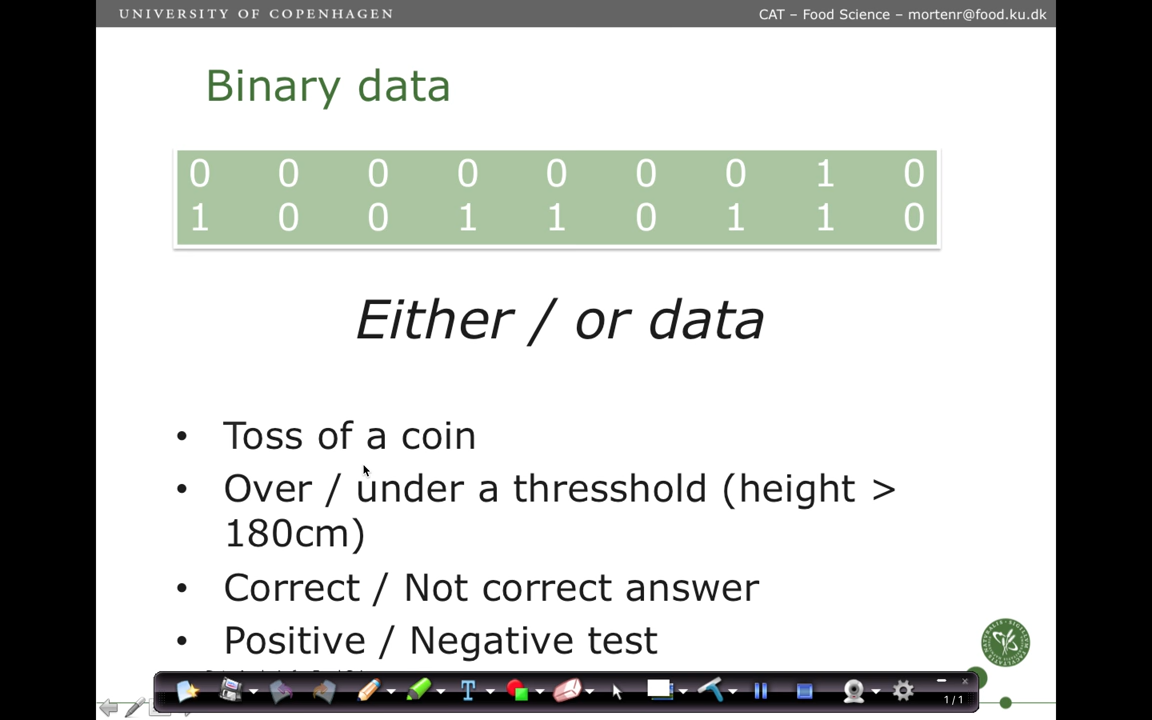 UNIVERSITY OF COPENHAGEN
CAT – Food Science – mortenr@food.ku.dk
Binary data
0 0 0 0 0 0 0 1 0
1 0 0 1 1 0 1 1 0
Either / or data
• Toss of a coin
• Over / under a thresshold (height >
180cm)
• Correct / Not correct answer
• Positive / Negative test
T
1/1